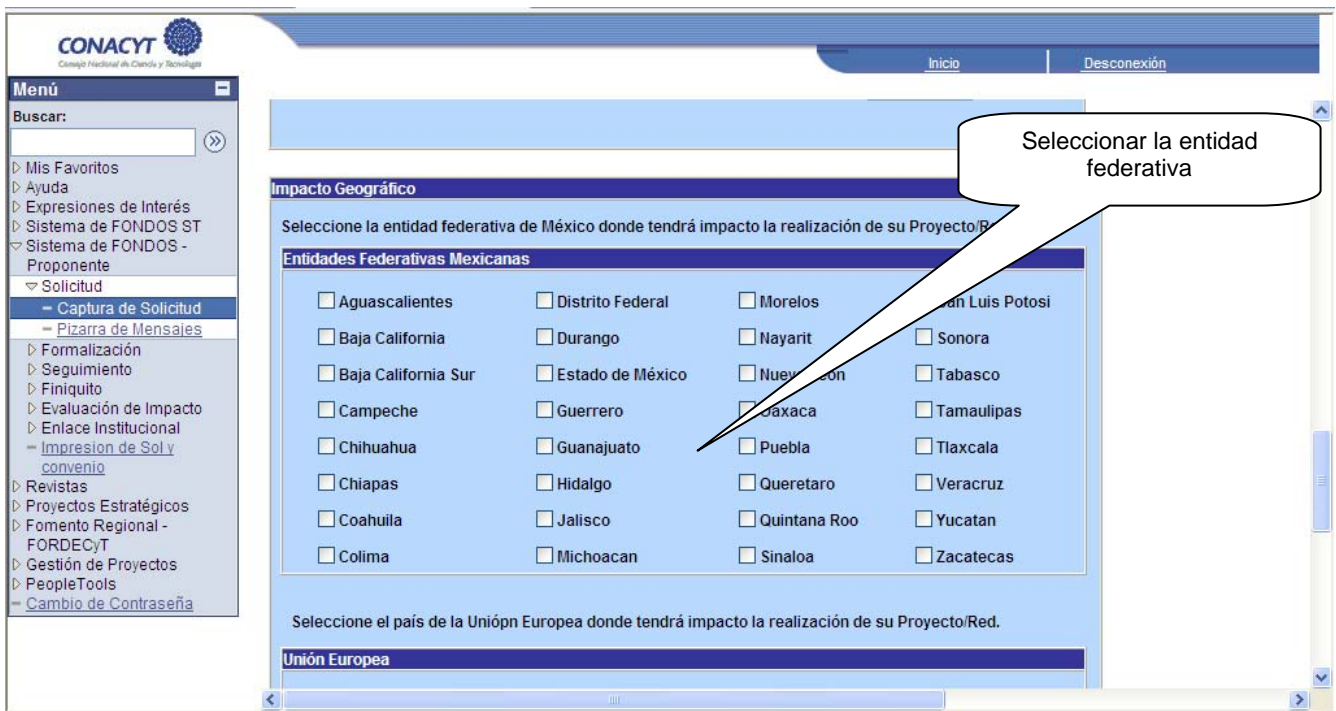 CONACYT
Consejo Nacional de Ciencia y Tecnología
Inicio
Desconexión
Menú
Buscar:
Mis Favoritos
Ayuda
Expresiones de Interés
Sistema de FONDOS ST
Sistema de FONDOS -
Proponente
Solicitud
Captura de Solicitud
Pizarra de Mensajes
Formalización
Seguimiento
Finiquito
Evaluación de Impacto
Enlace Institucional
Impresion de Sol y
convenio
Revistas
Proyectos Estratégicos
Fomento Regional -
FORDECyT
Gestión de Proyectos
PeopleTools
Cambio de Contraseña
Seleccionar la entidad
federativa
Impacto Geográfico
Seleccione la entidad federativa de México donde tendrá impacto la realización de su Proyecto/R
Entidades Federativas Mexicanas
Aguascalientes Distrito Federal Morelos San Luis Potosi
Baja California Durango Nayarit Sonora
Baja California Sur Estado de México Nuevo Leon Tabasco
Campeche Guerrero Oaxaca Tamaulipas
Chihuahua Guanajuato Puebla Tlaxcala
Chiapas Hidalgo Queretaro Veracruz
Coahuila Jalisco Quintana Roo Yucatan
Colima Michoacan Sinaloa Zacatecas
Seleccione el país de la Uniópn Europea donde tendrá impacto la realización de su Proyecto/Red.
Unión Europea